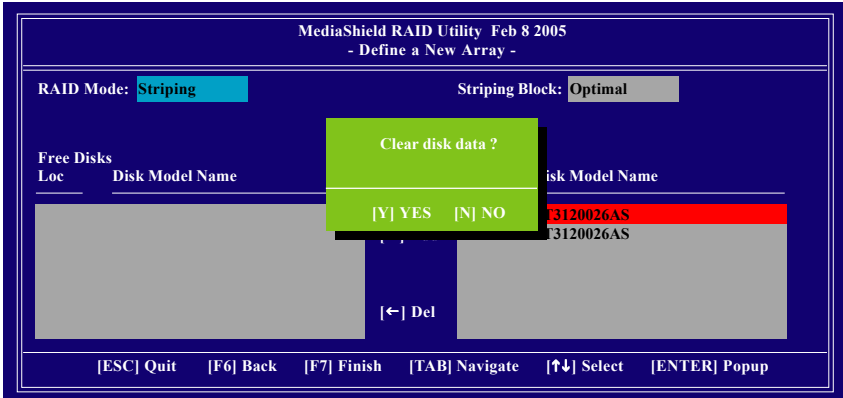 MediaShield RAID Utility Feb 8 2005
- Define a New Array -
RAID Mode: Striping Striping Block: Optimal
Clear disk data ?
[Y] YES [N] NO
Free Disks
Loc Disk Model Name isk Model Name
T3120026AS
T3120026AS
[←] Del
[ESC] Quit [F6] Back [F7] Finish [TAB] Navigate [↑↓] Select [ENTER] Popup